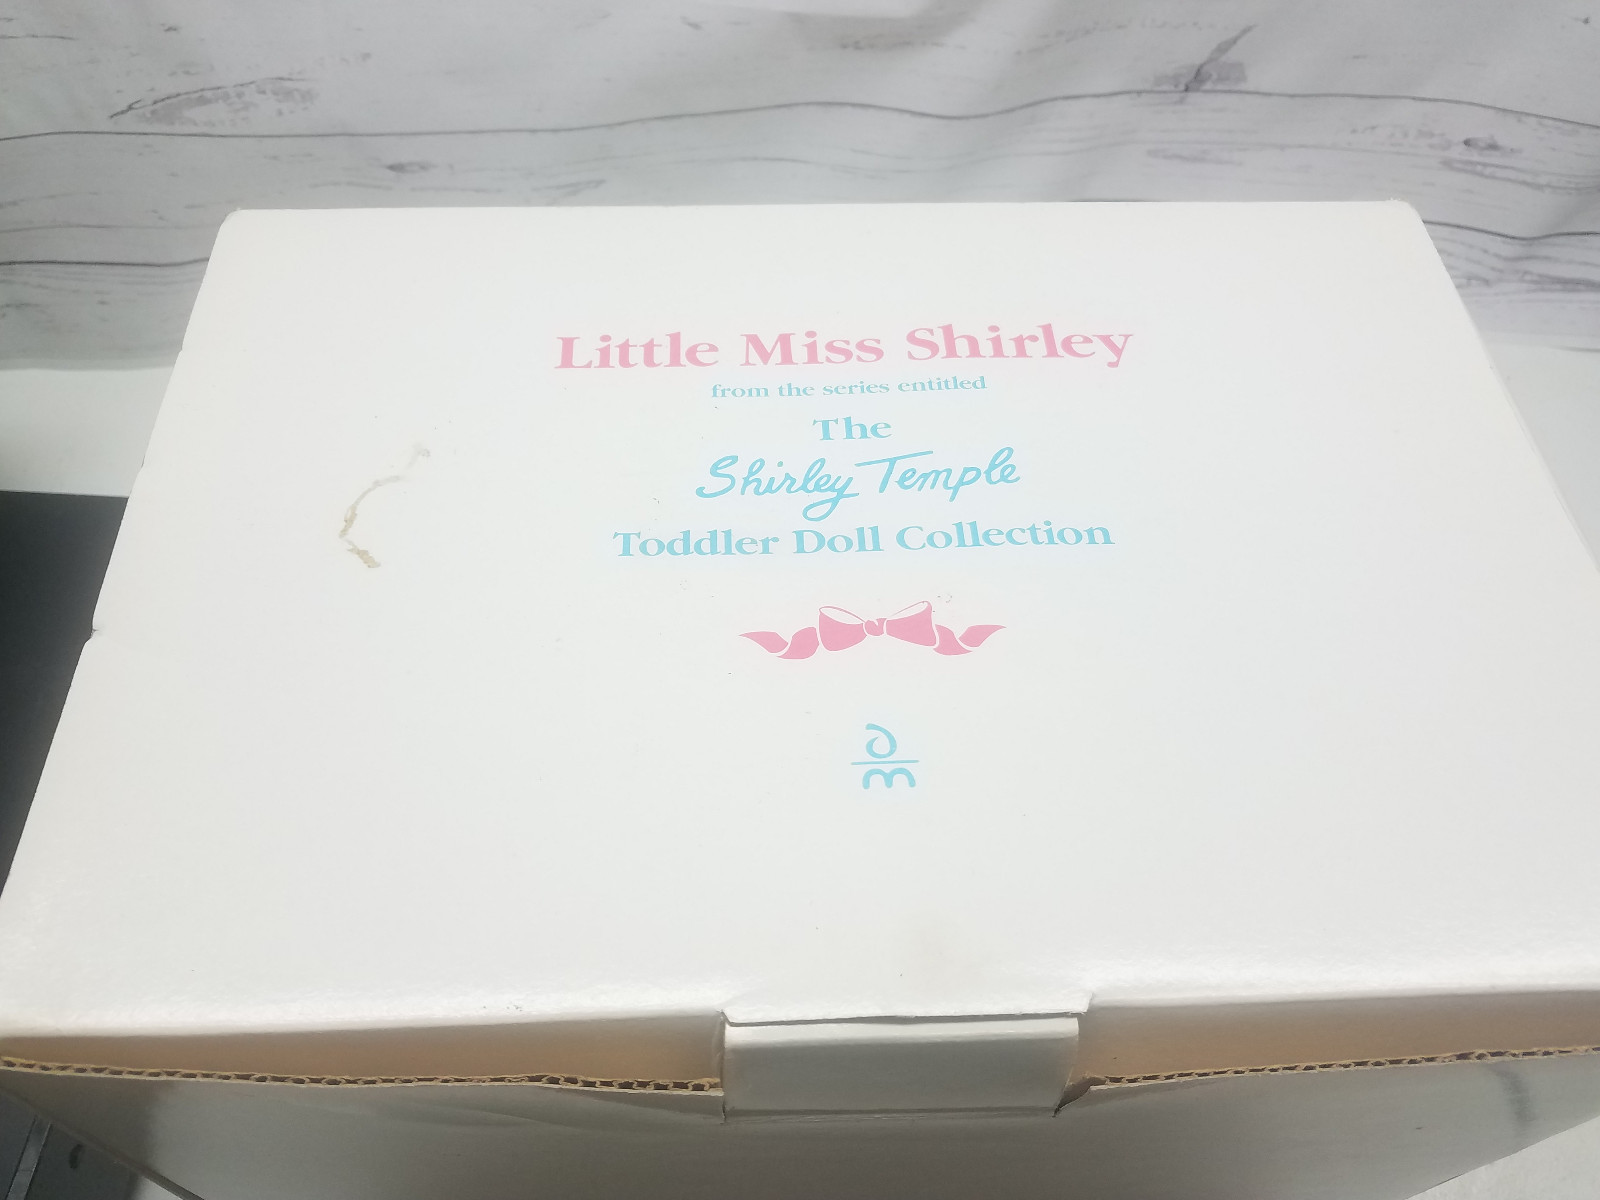 Little Miss Shirley
from the series entitled
The
Shirley Temple
Toddler Doll Collection